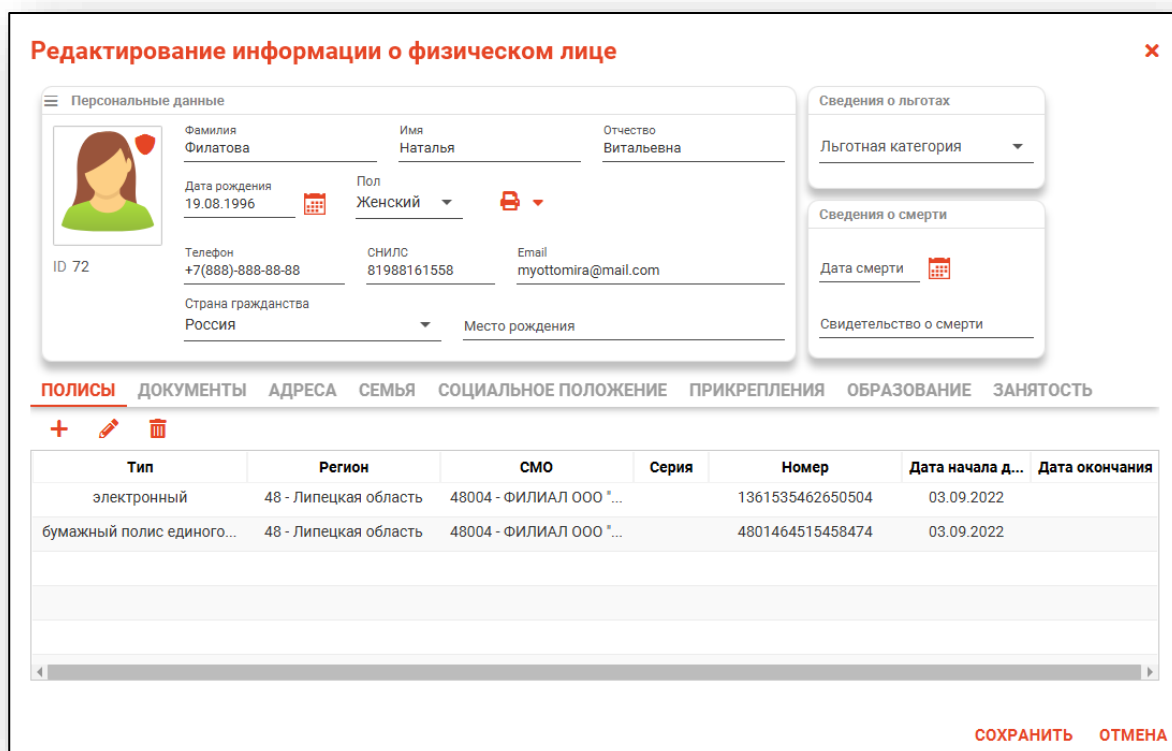 Редактирование информации о физическом лице
Персональные данные
Фамилия
Филатова
Имя
Наталья
Отчество
Витальевна
Дата рождения
19.08.1996
Пол
Женский
ID 72
Телефон
+7(888)-888-88-88
СНИЛС
81988161558
Email
myottomira@mail.com
Страна гражданства
Россия
Место рождения
Сведения о льготах
Льготная категория
Сведения о смерти
Дата смерти
Свидетельство о смерти
ПОЛИСЫ ДОКУМЕНТЫ АДРЕСА СЕМЬЯ СОЦИАЛЬНОЕ ПОЛОЖЕНИЕ ПРИКРЕПЛЕНИЯ ОБРАЗОВАНИЕ ЗАНЯТОСТЬ
Тип Регион СМО Серия Номер Дата начала д... Дата окончания
электронный 48 - Липецкая область 48004 - ФИЛИАЛ ООО "... 1361535462650504 03.09.2022
бумажный полис единого... 48 - Липецкая область 48004 - ФИЛИАЛ ООО "... 4801464515458474 03.09.2022
СОХРАНИТЬ ОТМЕНА